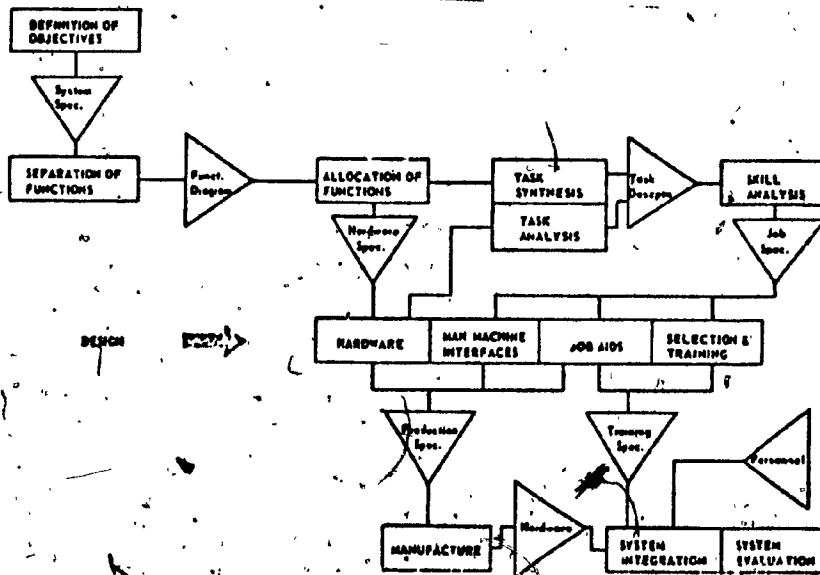 DEFINITION OF
OBJECTIVES
System
Spec.
SEPARATION OF
FUNCTIONS
Funct.
Diagram
ALLOCATION OF
FUNCTIONS
TASK
SYNTHESIS
TASK
ANALYSIS
Task
Descptn
SKILL
ANALYSIS
Hardware
Spec.
Job
Spec.
DESIGN
HARDWARE
MAN MACHINE
INTERFACES
JOB AIDS
SELECTION &
TRAINING
Production
Spec.
Training
Spec.
Personnel
MANUFACTURE
Hardware
SYSTEM
INTEGRATION
SYSTEM
EVALUATION